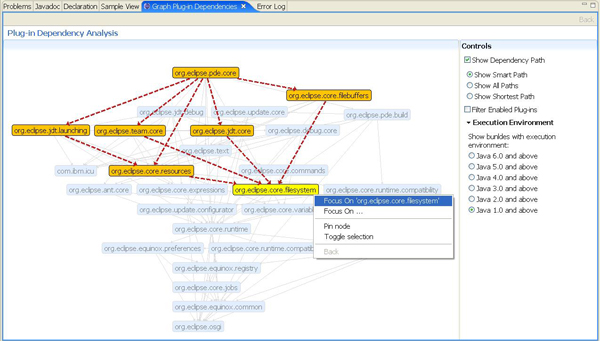 Problems Javadoc Declaration Sample View Graph Plug-in Dependencies Error Log
Back
Plug-in Dependency Analysis
org.eclipse.pde.core
org.eclipse.jdt.debug
org.eclipse.update.core
org.eclipse.core.filebuffers
org.eclipse.pde.build
org.eclipse.jdt.launching
org.eclipse.team.core
org.eclipse.jdt.core
org.eclipse.debug.core
org.eclipse.text
com.ibm.icu
org.eclipse.core.resources
org.eclipse.core.commands
org.eclipse.ant.core
org.eclipse.core.expressions
org.eclipse.core.filesystem
org.eclipse.core.runtime.compatibility
org.eclipse.update.configurator
org.eclipse.core.variab
org.eclipse.core.runtime
org.eclipse.equinox.preferences
org.eclipse.core.runtime.compatib
org.eclipse.equinox.registry
org.eclipse.core.jobs
org.eclipse.equinox.common
org.eclipse.osgi
Focus On 'org.eclipse.core.filesystem'
Focus On ...
Pin node
Toggle selection
Back
Controls
Show Dependency Path
Show Smart Path
Show All Paths
Show Shortest Path
Filter Enabled Plug-ins
Execution Environment
Show bundles with execution
environment:
Java 6.0 and above
Java 5.0 and above
Java 4.0 and above
Java 3.0 and above
Java 2.0 and above
Java 1.0 and above